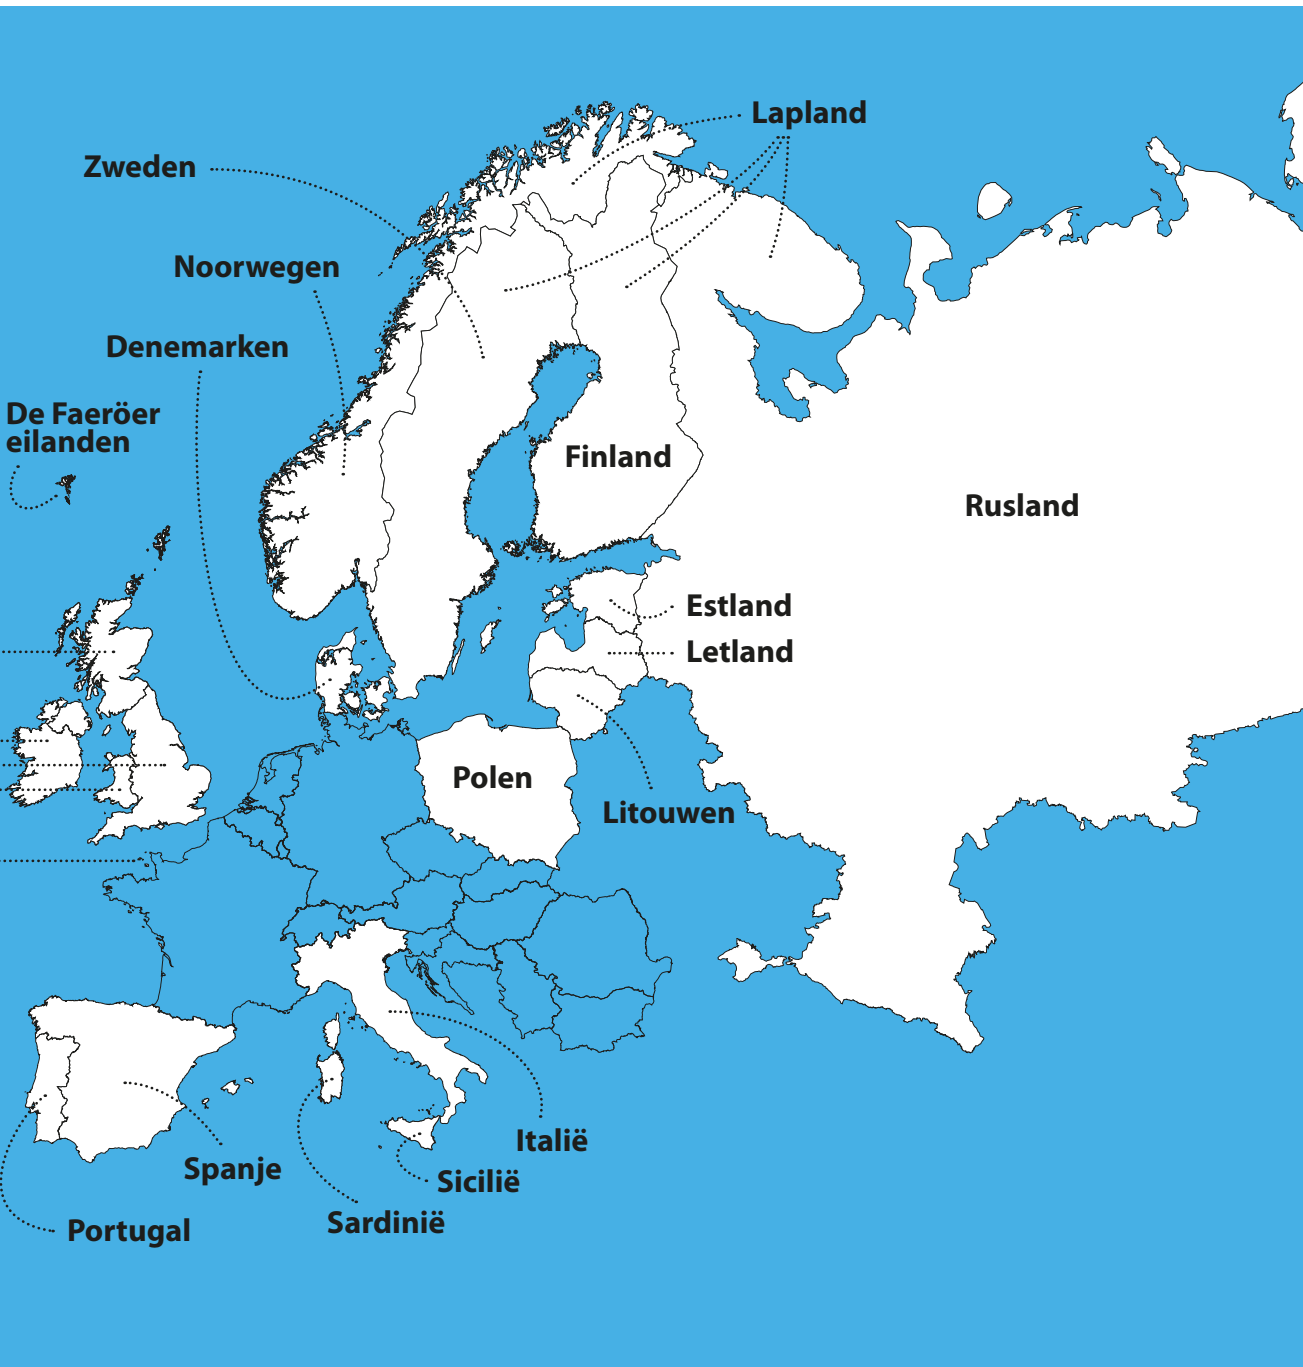 Lapland
Zweden
Noorwegen
Denemarken
De Faeröer
eilanden
Finland
Rusland
Estland
Letland
Polen
Litouwen
Italië
Spanje
Sicilië
Sardinië
Portugal